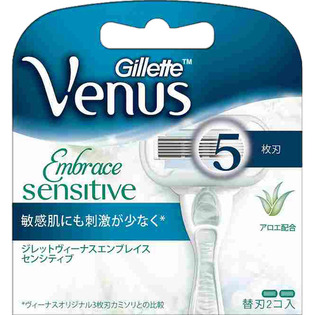 Gillette™
Venus
5枚刃
Embrace
sensitive
敏感肌にも刺激が少なく*
アロエ配合
ジレットヴィーナスエンブレイス
センシティブ
*ヴィーナスオリジナル3枚刃カミソリとの比較
替刃2コ入